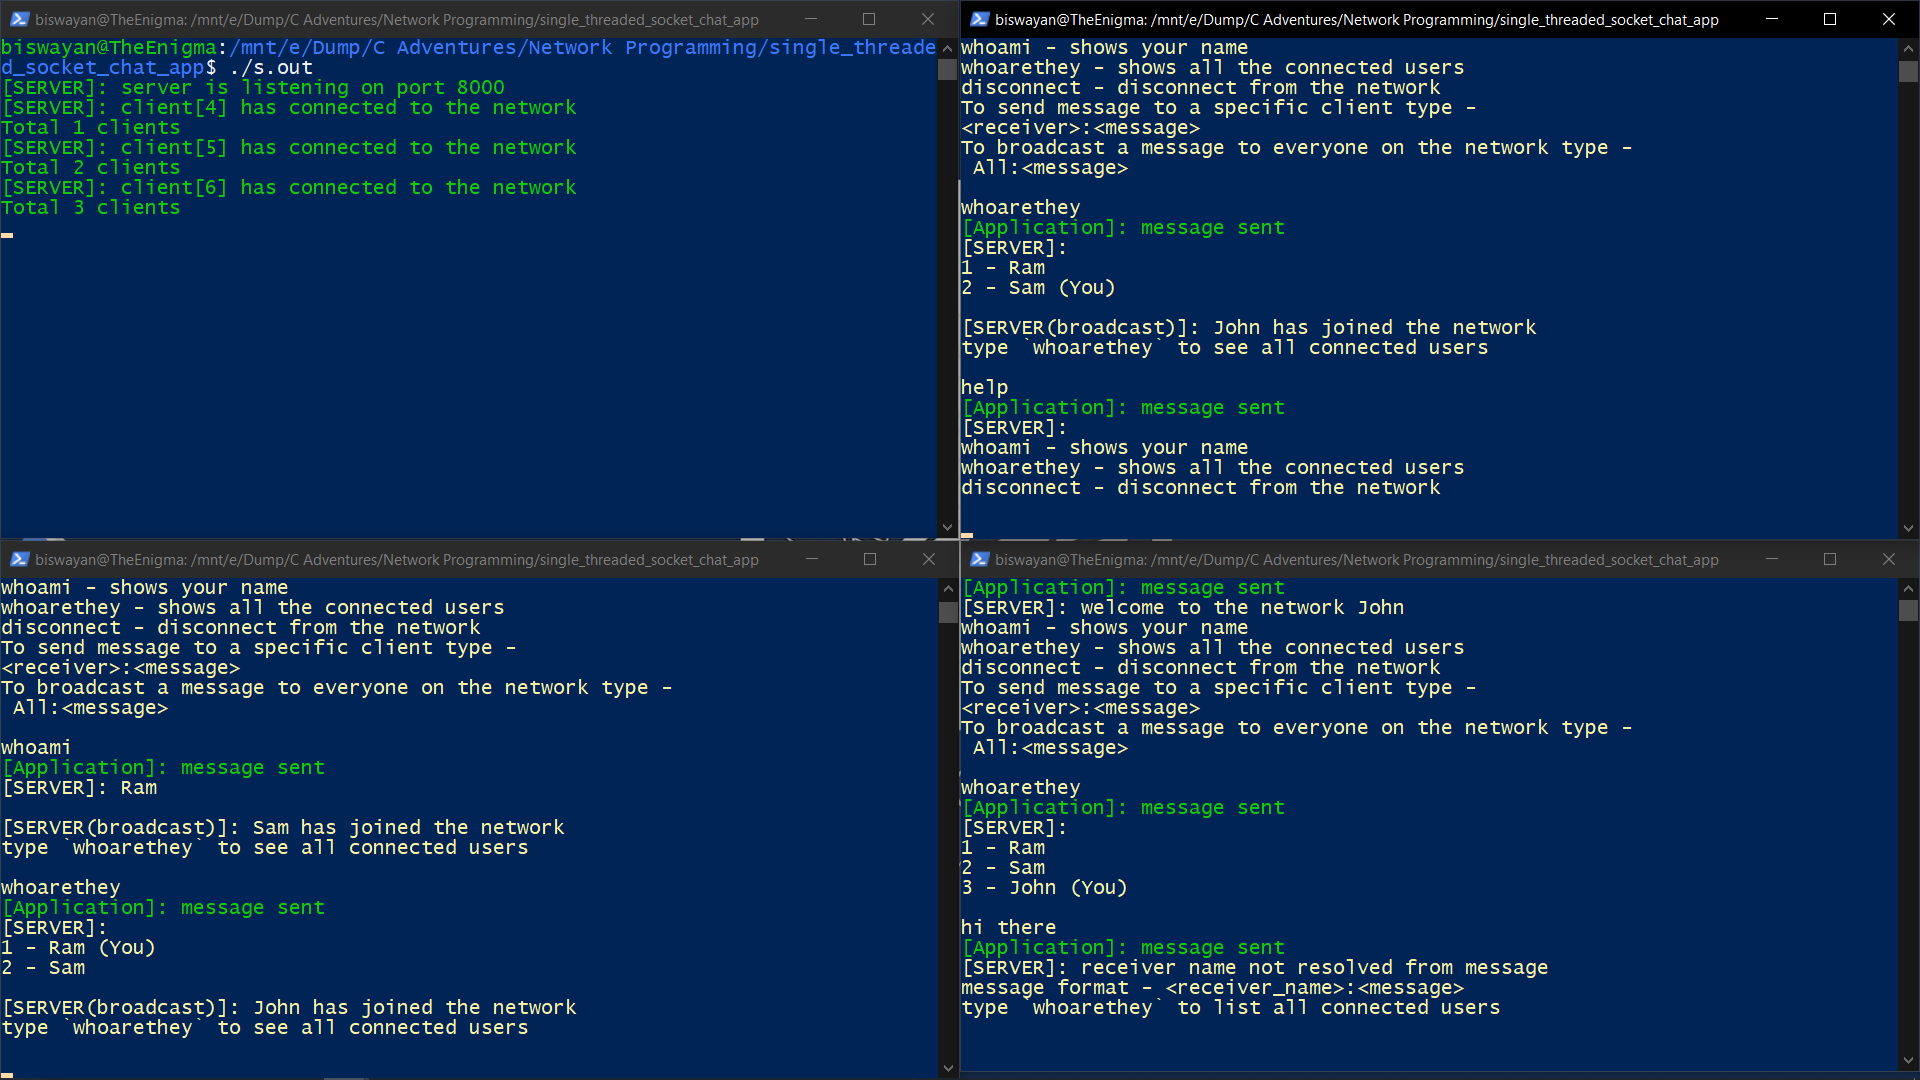 biswayan@TheEnigma: /mnt/e/Dump/C Adventures/Network Programming/single_threaded_socket_chat_app
biswayan@TheEnigma:/mnt/e/Dump/C Adventures/Network Programming/single_threade
d_socket_chat_app$ ./s.out
[SERVER]: server is listening on port 8000
[SERVER]: client[4] has connected to the network
Total 1 clients
[SERVER]: client[5] has connected to the network
Total 2 clients
[SERVER]: client[6] has connected to the network
Total 3 clients
biswayan@TheEnigma: /mnt/e/Dump/C Adventures/Network Programming/single_threaded_socket_chat_app
whoami - shows your name
whoarethey - shows all the connected users
disconnect - disconnect from the network
To send message to a specific client type -
<receiver>:<message>
To broadcast a message to everyone on the network type -
 All:<message>

whoarethey
[Application]: message sent
[SERVER]:
1 - Ram
2 - Sam (You)

[SERVER(broadcast)]: John has joined the network
type `whoarethey` to see all connected users

help
[Application]: message sent
[SERVER]:
whoami - shows your name
whoarethey - shows all the connected users
disconnect - disconnect from the network
biswayan@TheEnigma: /mnt/e/Dump/C Adventures/Network Programming/single_threaded_socket_chat_app
whoami - shows your name
whoarethey - shows all the connected users
disconnect - disconnect from the network
To send message to a specific client type -
<receiver>:<message>
To broadcast a message to everyone on the network type -
 All:<message>

whoami
[Application]: message sent
[SERVER]: Ram

[SERVER(broadcast)]: Sam has joined the network
type `whoarethey` to see all connected users

whoarethey
[Application]: message sent
[SERVER]:
1 - Ram (You)
2 - Sam

[SERVER(broadcast)]: John has joined the network
type `whoarethey` to see all connected users
biswayan@TheEnigma: /mnt/e/Dump/C Adventures/Network Programming/single_threaded_socket_chat_app
[Application]: message sent
[SERVER]: welcome to the network John
whoami - shows your name
whoarethey - shows all the connected users
disconnect - disconnect from the network
To send message to a specific client type -
<receiver>:<message>
To broadcast a message to everyone on the network type -
 All:<message>

whoarethey
[Application]: message sent
[SERVER]:
1 - Ram
2 - Sam
3 - John (You)

hi there
[Application]: message sent
[SERVER]: receiver name not resolved from message
message format - <receiver_name>:<message>
type `whoarethey` to list all connected users